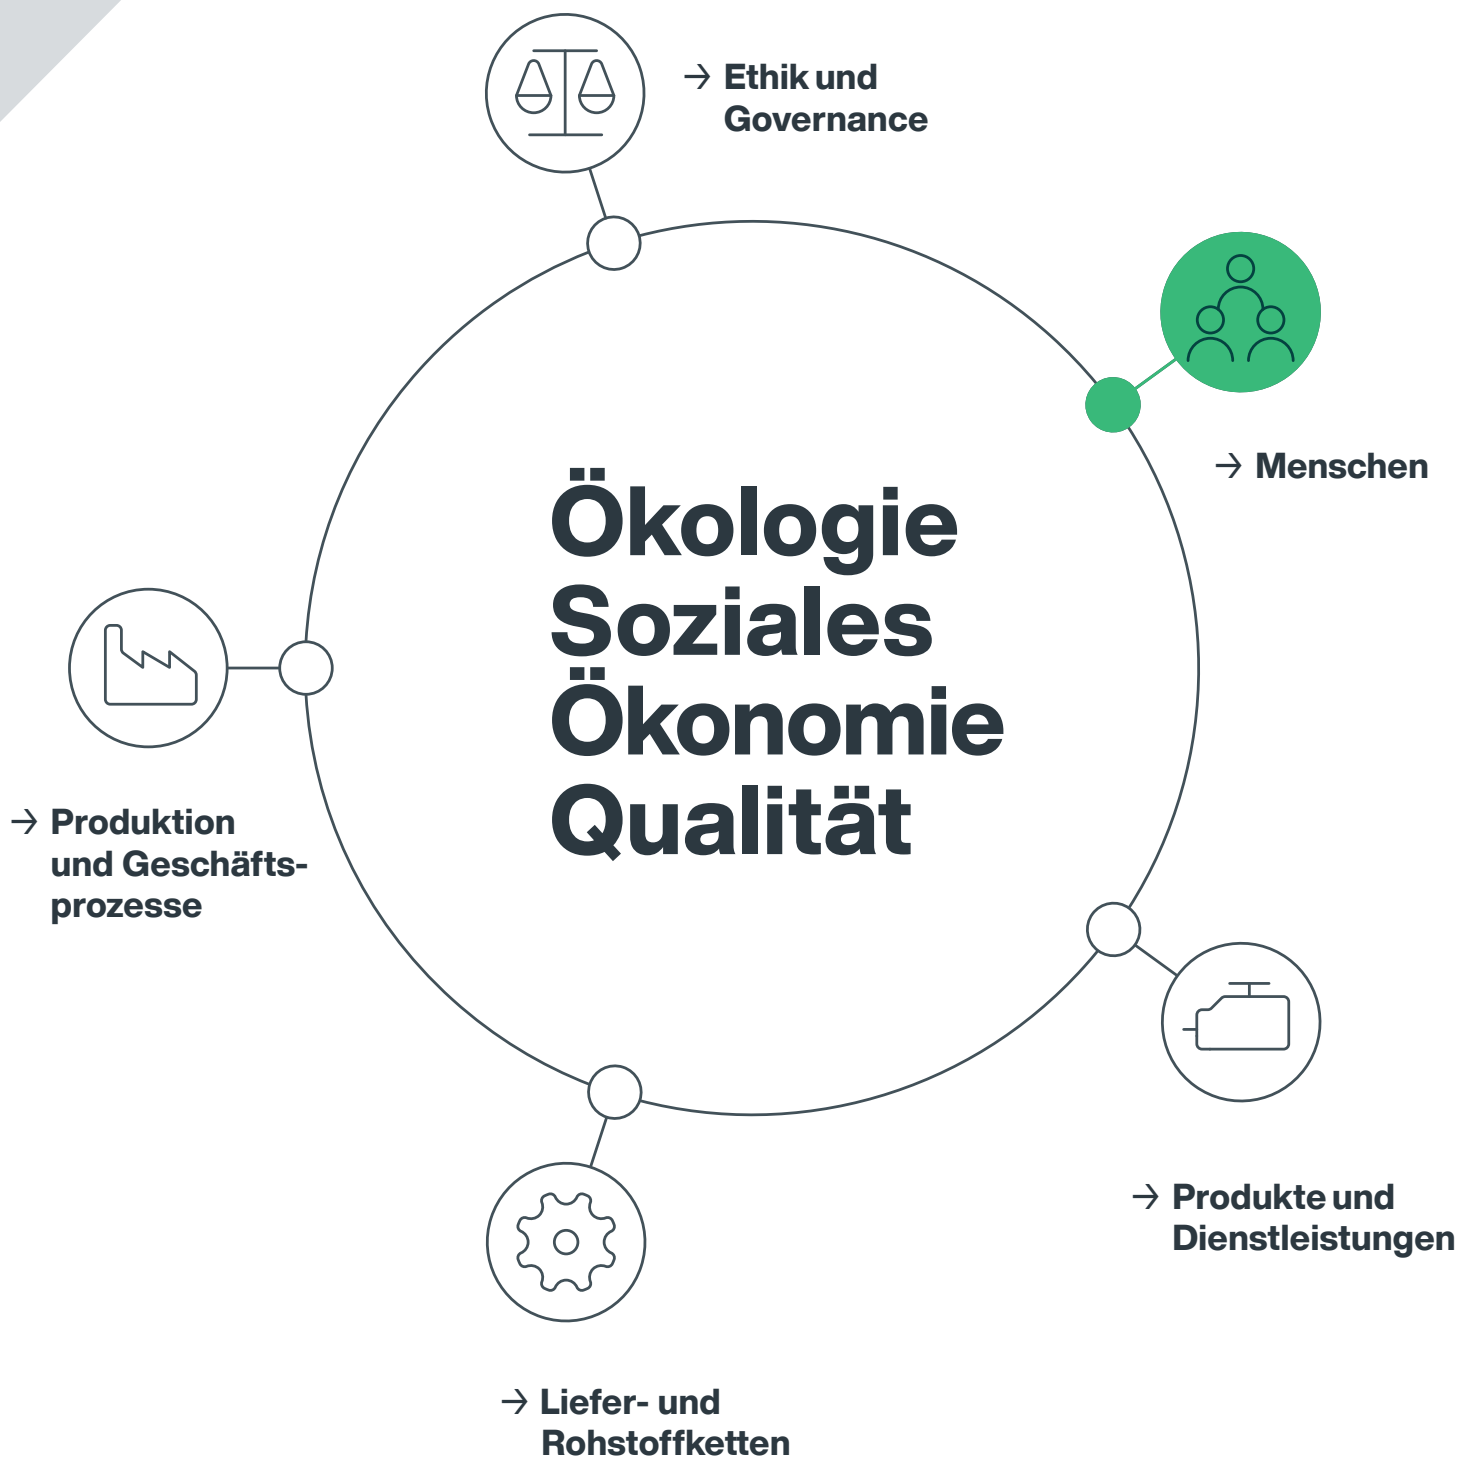 → Ethik und
Governance
→ Menschen
Ökologie
Soziales
Ökonomie
Qualität
→ Produktion
und Geschäfts-
prozesse
→ Produkte und
Dienstleistungen
→ Liefer- und
Rohstoffketten